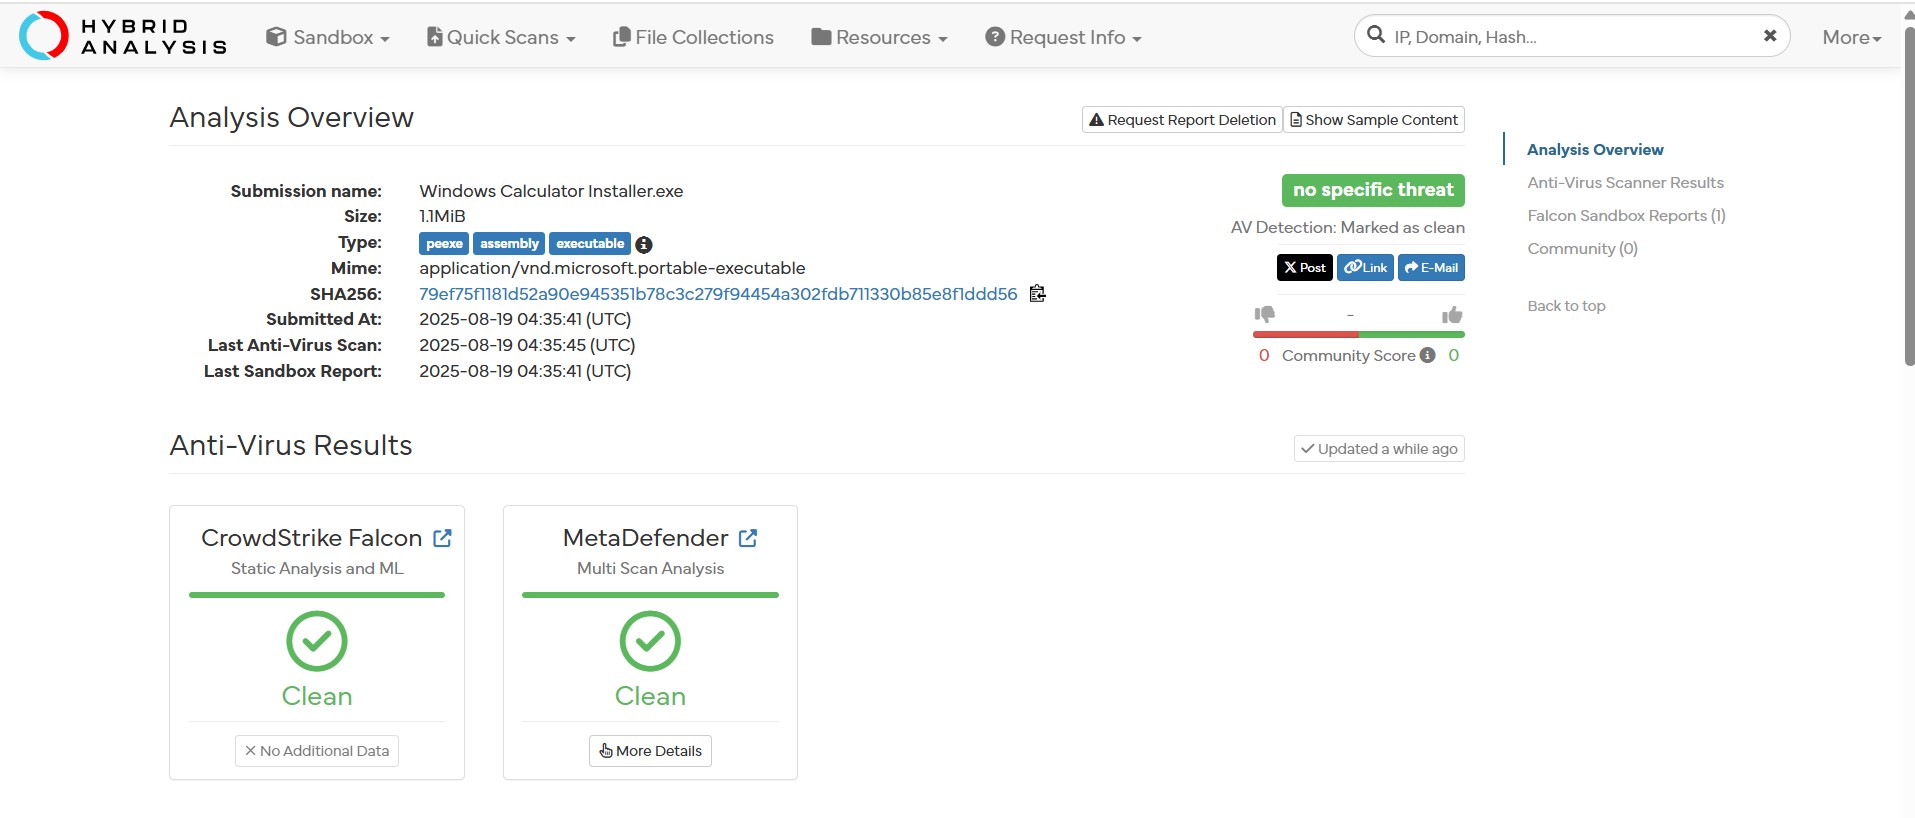 HYBRID ANALYSIS
Sandbox
Quick Scans
File Collections
Resources
Request Info
IP, Domain, Hash...
More
Analysis Overview
Request Report Deletion
Show Sample Content
Submission name: Windows Calculator Installer.exe
Size: 1.1MiB
Type: peexe assembly executable
Mime: application/vnd.microsoft.portable-executable
SHA256: 79ef75f1181d52a90e945351b78c3c279f94454a302fdb711330b85e8f1ddd56
Submitted At: 2025-08-19 04:35:41 (UTC)
Last Anti-Virus Scan: 2025-08-19 04:35:45 (UTC)
Last Sandbox Report: 2025-08-19 04:35:41 (UTC)
no specific threat
AV Detection: Marked as clean
X Post
Link
E-Mail
-
0 Community Score 0
Analysis Overview
Anti-Virus Scanner Results
Falcon Sandbox Reports (1)
Community (0)
Back to top
Anti-Virus Results
Updated a while ago
CrowdStrike Falcon
Static Analysis and ML
Clean
No Additional Data
MetaDefender
Multi Scan Analysis
Clean
More Details